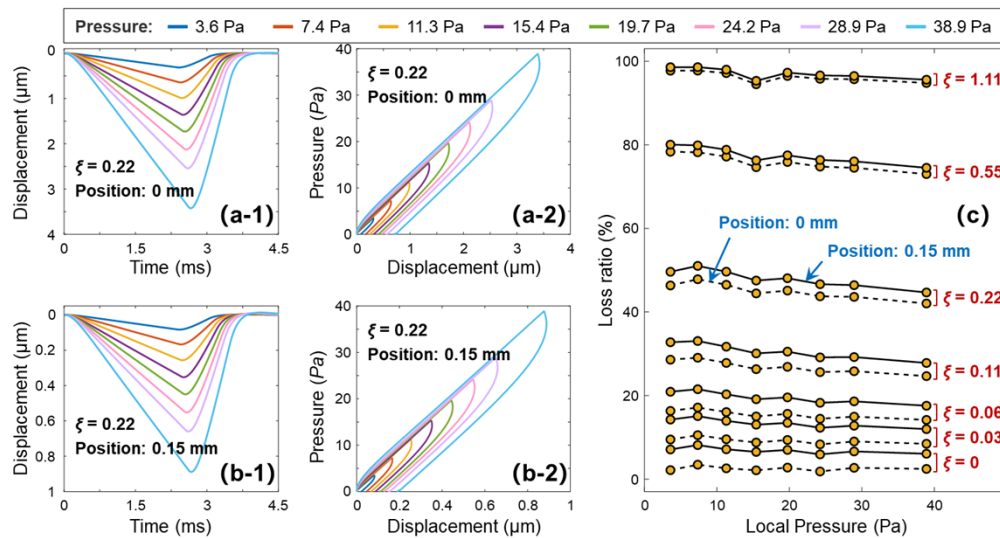 Pressure: 3.6 Pa 7.4 Pa 11.3 Pa 15.4 Pa 19.7 Pa 24.2 Pa 28.9 Pa 38.9 Pa
Displacement (µm)
0
1
2
3
4
ξ = 0.22
Position: 0 mm
(a-1)
0 1.5 3 4.5
Time (ms)
Pressure (Pa)
40
30
20
10
0
ξ = 0.22
Position: 0 mm
(a-2)
0 1 2 3 4
Displacement (µm)
Displacement (µm)
0
0.2
0.4
0.6
0.8
1
ξ = 0.22
Position: 0.15 mm
(b-1)
0 1.5 3 4.5
Time (ms)
Pressure (Pa)
40
30
20
10
0
ξ = 0.22
Position: 0.15 mm
(b-2)
0 0.2 0.4 0.6 0.8 1
Displacement (µm)
Loss ratio (%)
100
80
60
40
20
0
ξ = 1.11
ξ = 0.55
(c)
Position: 0 mm
Position: 0.15 mm
ξ = 0.22
ξ = 0.11
ξ = 0.06
ξ = 0.03
ξ = 0
0 10 20 30 40
Local Pressure (Pa)